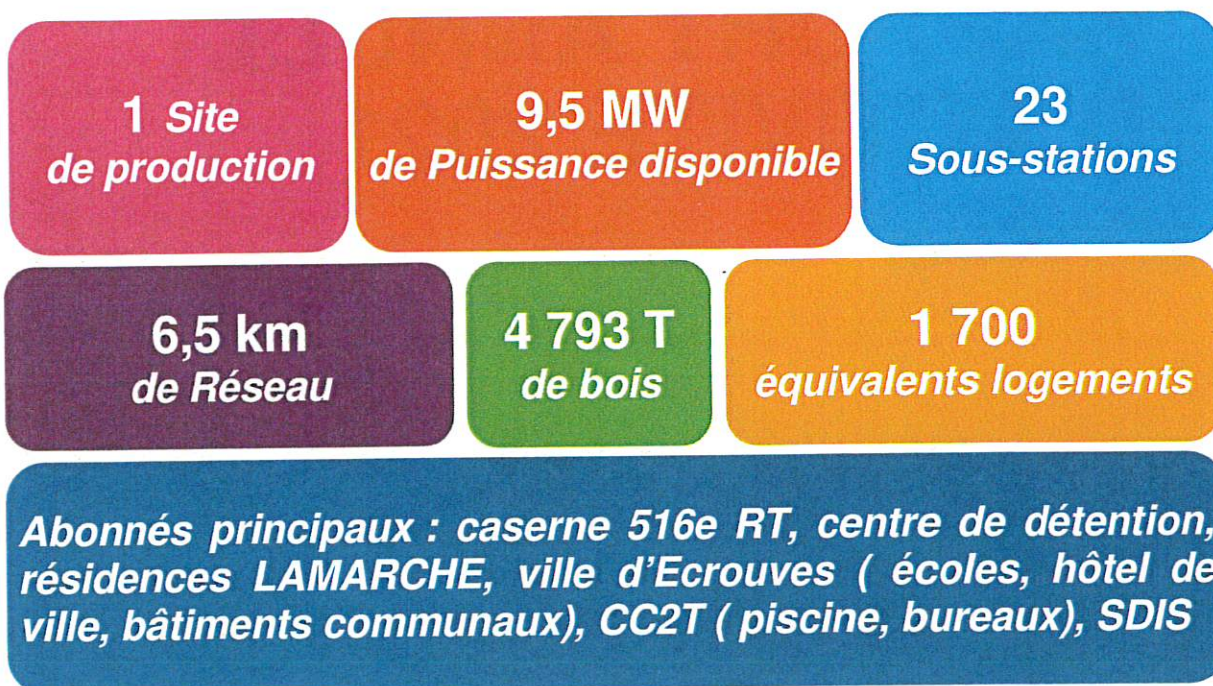 1 Site
de production
9,5 MW
de Puissance disponible
23
Sous-stations
6,5 km
de Réseau
4 793 T
de bois
1 700
équivalents logements
Abonnés principaux : caserne 516e RT, centre de détention,
résidences LAMARCHE, ville d'Ecrouves ( écoles, hôtel de
ville, bâtiments communaux), CC2T ( piscine, bureaux), SDIS